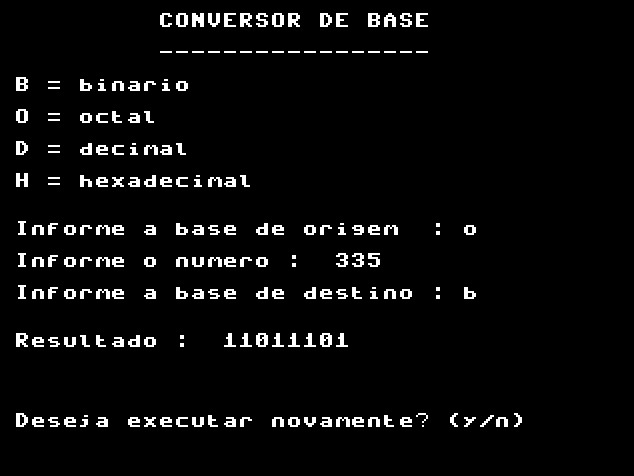 CONVERSOR DE BASE
-----------------
B = binario
O = octal
D = decimal
H = hexadecimal
Informe a base de origem  : o
Informe o numero :  335
Informe a base de destino : b
Resultado :  11011101
Deseja executar novamente? (y/n)